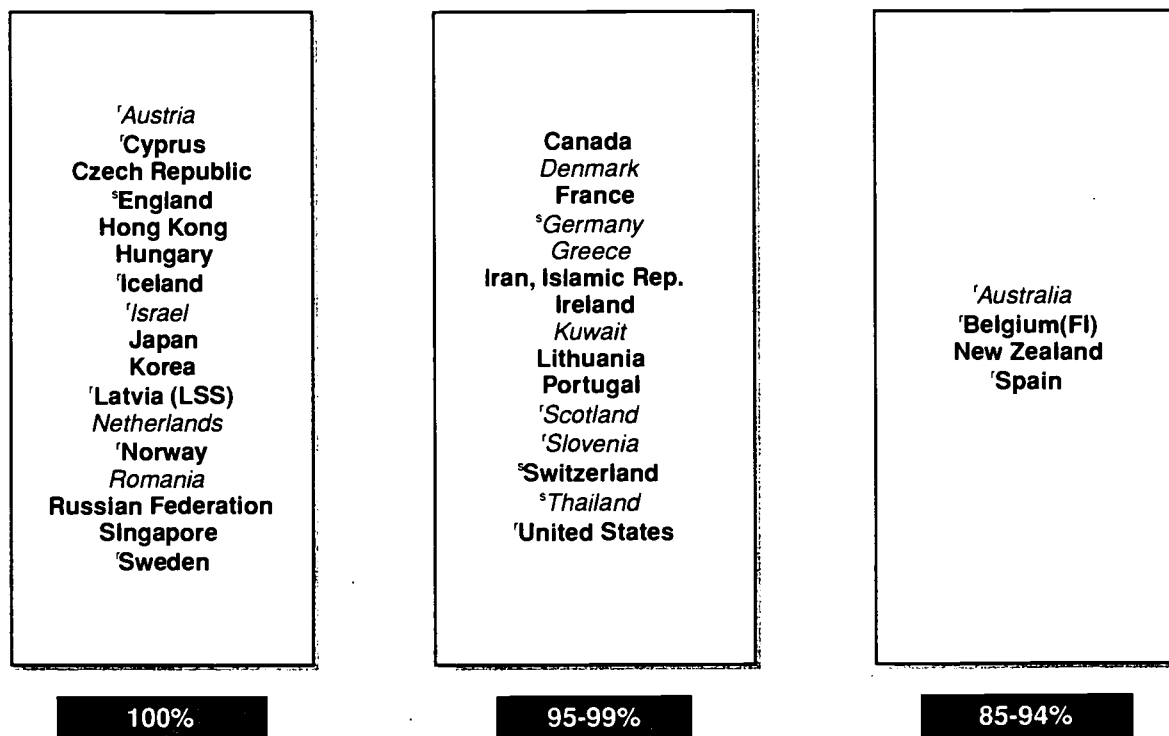 ʳAustria
ʳCyprus
Czech Republic
ˢEngland
Hong Kong
Hungary
ʳIceland
ʳIsrael
Japan
Korea
ʳLatvia (LSS)
Netherlands
ʳNorway
Romania
Russian Federation
Singapore
ʳSweden
100%
Canada
Denmark
France
ˢGermany
Greece
Iran, Islamic Rep.
Ireland
Kuwait
Lithuania
Portugal
ʳScotland
ʳSlovenia
ˢSwitzerland
ˢThailand
ʳUnited States
95-99%
ʳAustralia
ʳBelgium(Fl)
New Zealand
ʳSpain
85-94%